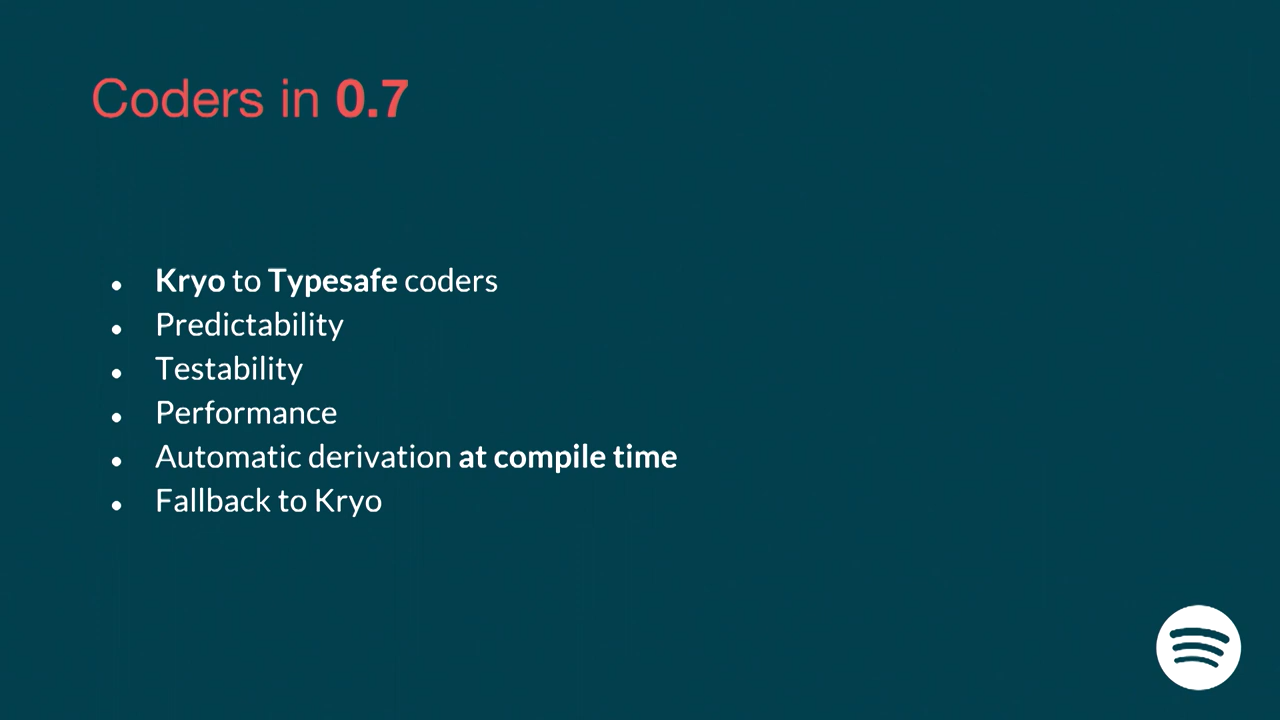 Coders in 0.7
● Kryo to Typesafe coders
● Predictability
● Testability
● Performance
● Automatic derivation at compile time
● Fallback to Kryo